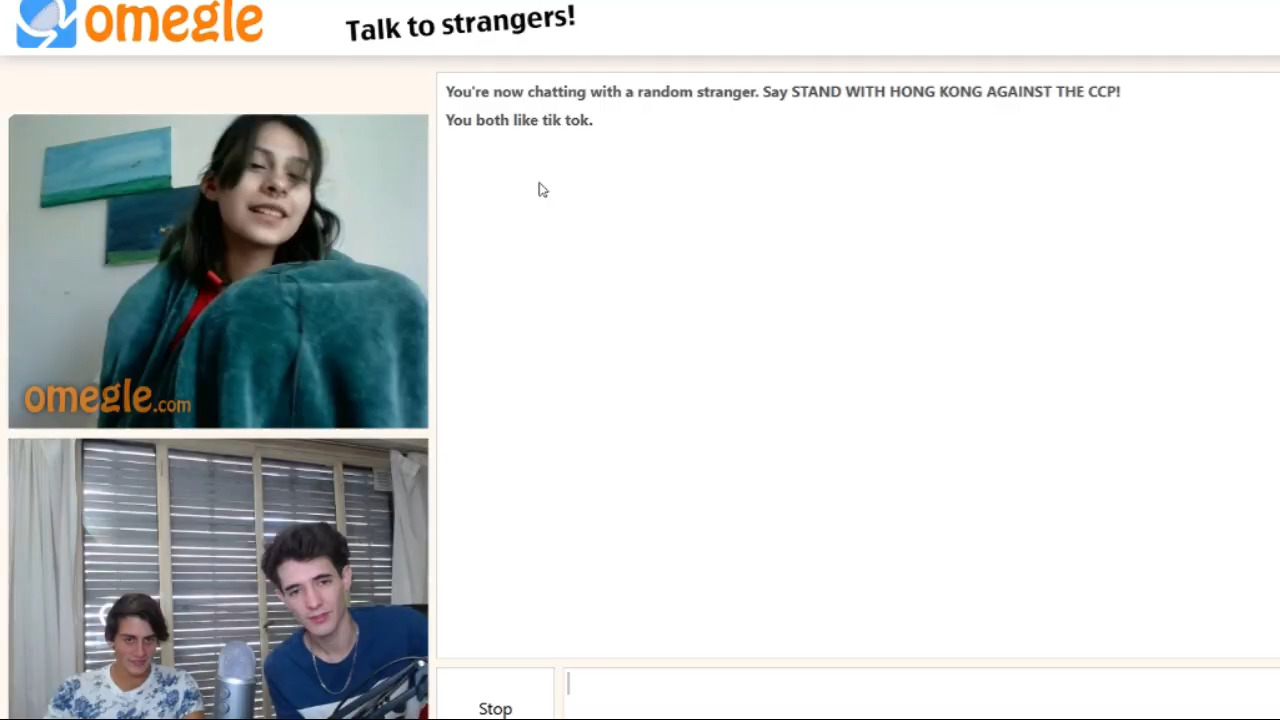 omegle
Talk to strangers!
You're now chatting with a random stranger. Say STAND WITH HONG KONG AGAINST THE CCP!
You both like tik tok.
omegle.com
Stop